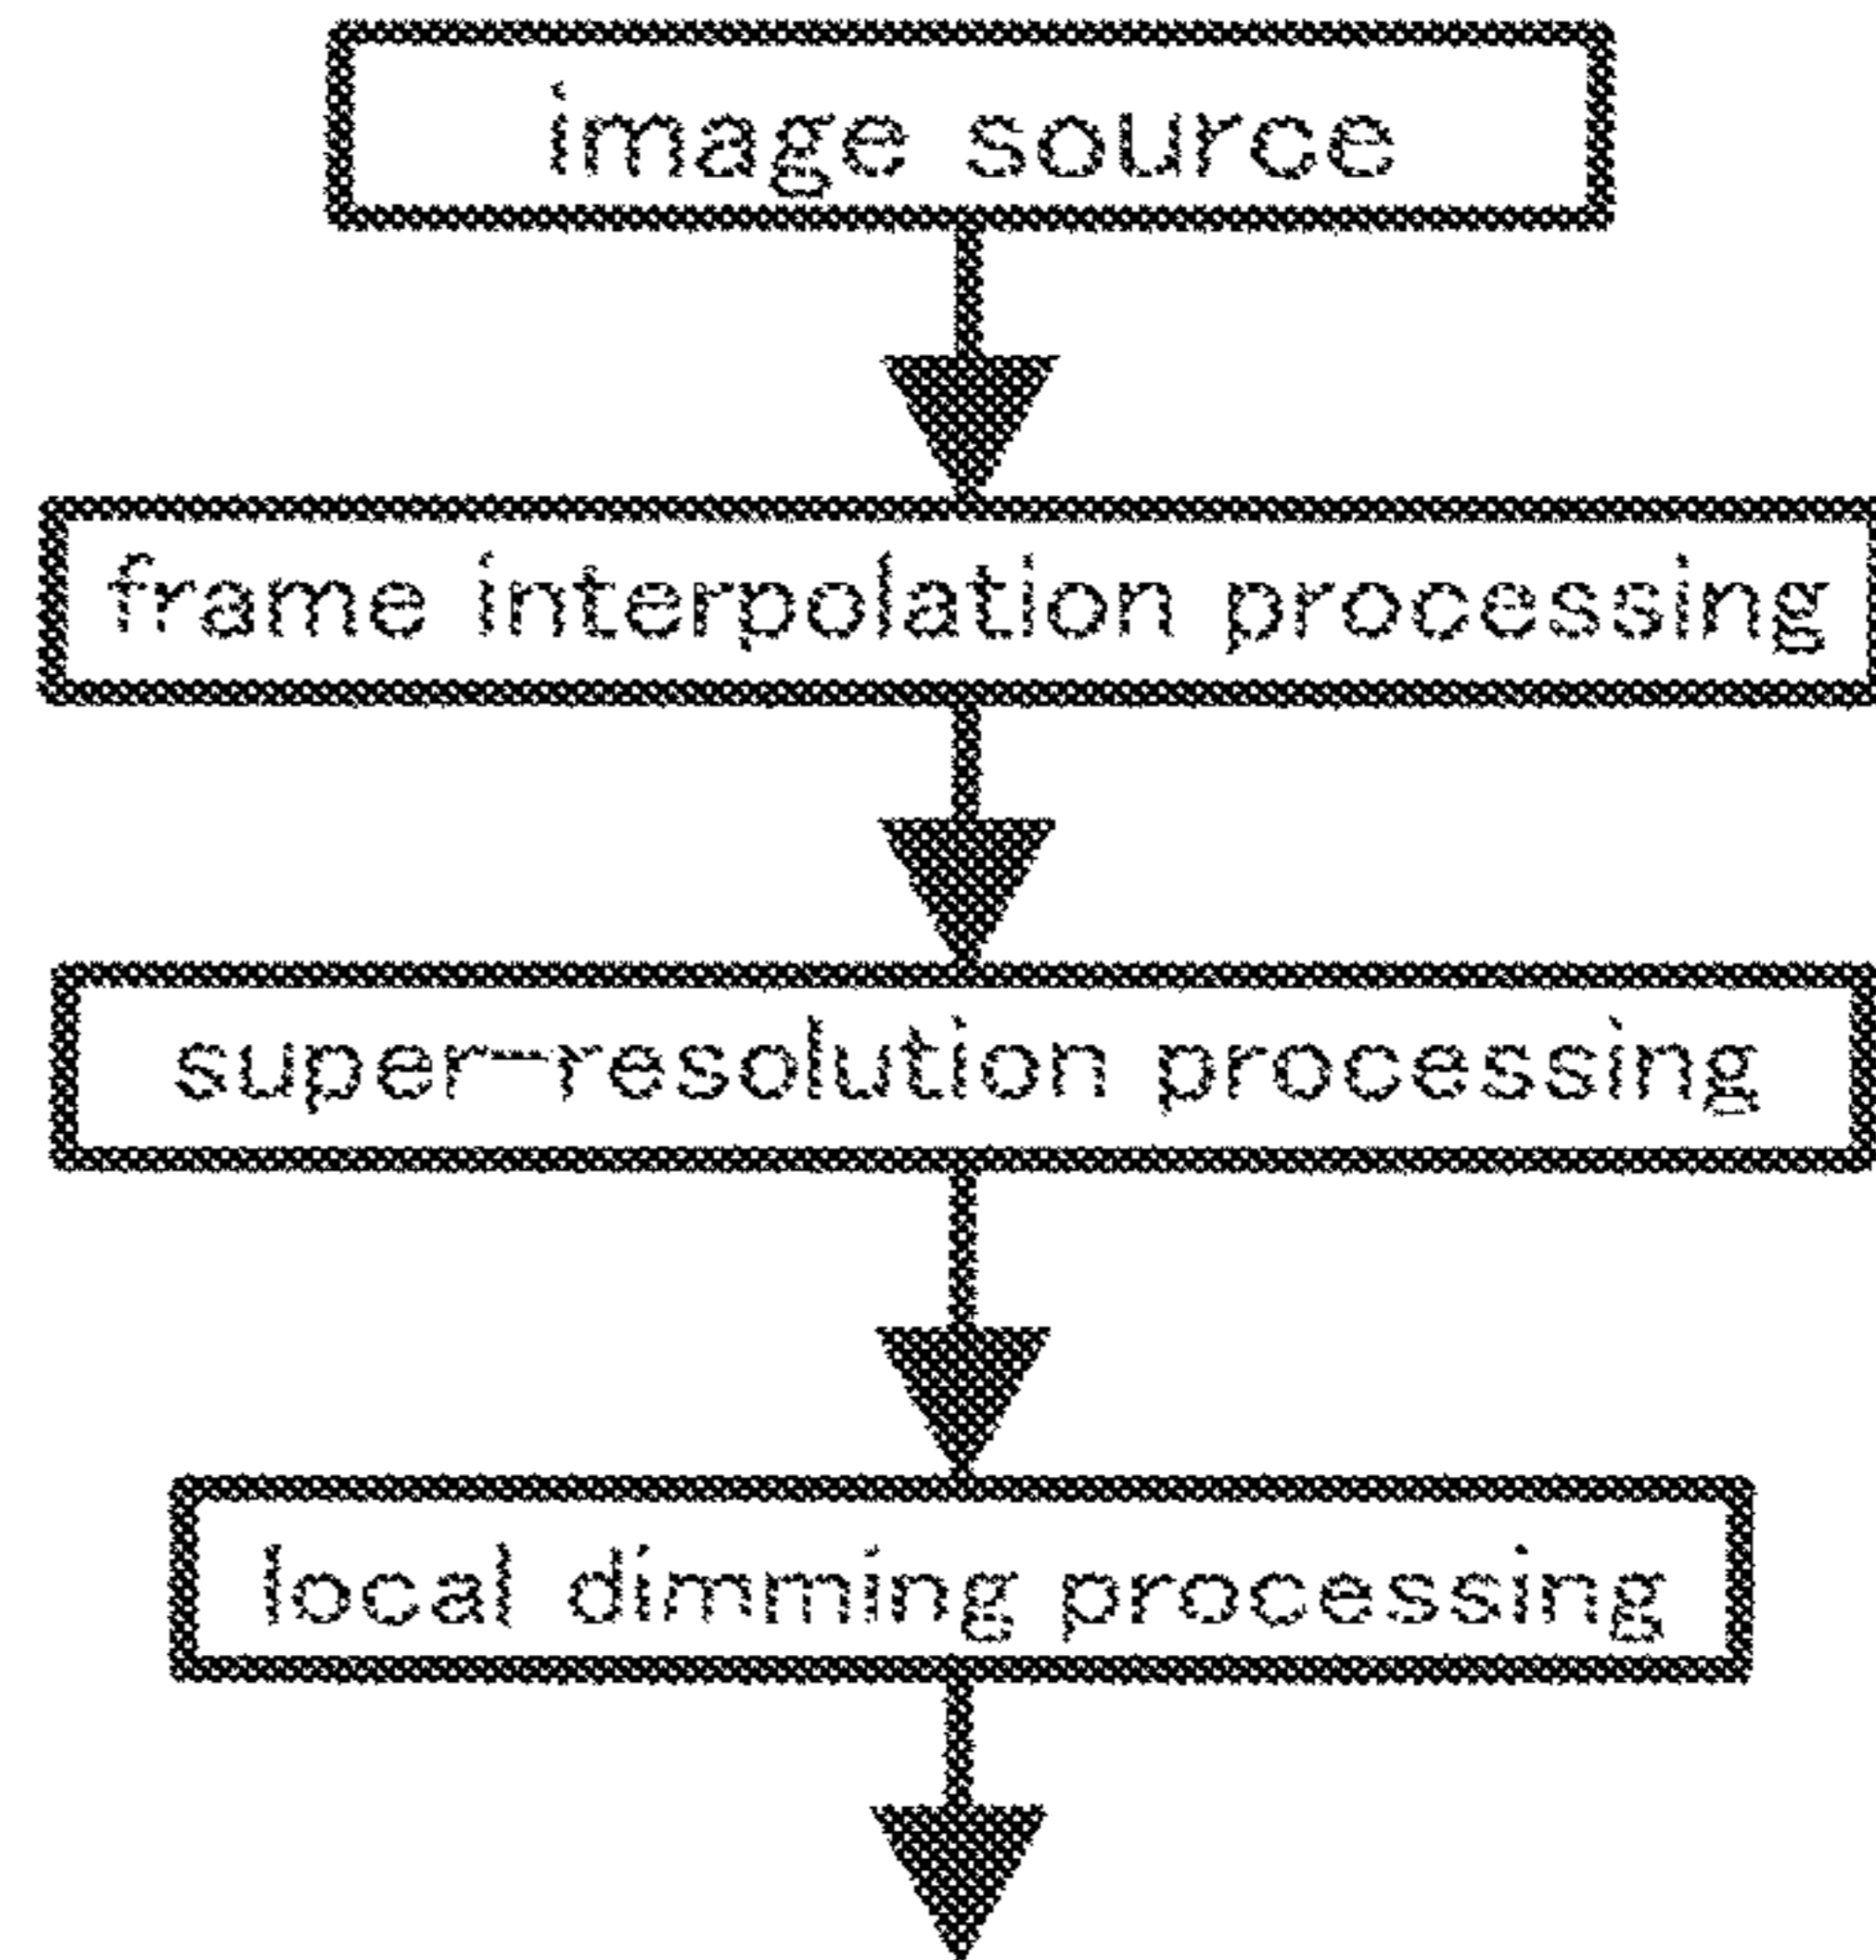 image source
frame interpolation processing
super-resolution processing
local dimming processing